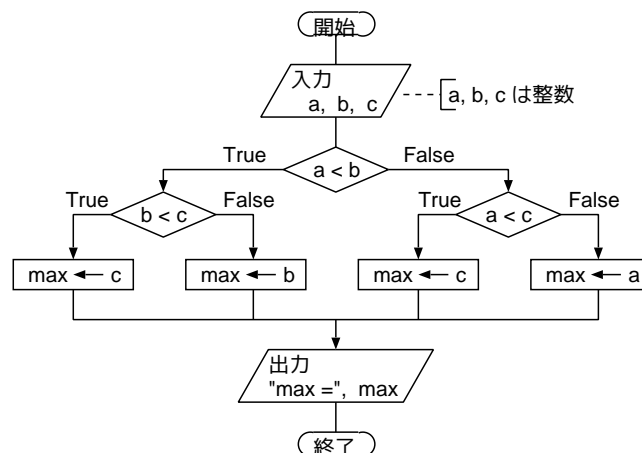 開始
入力
a, b, c
a, b, c は整数
True
a < b
False
True
b < c
False
True
a < c
False
max ← c
max ← b
max ← c
max ← a
出力
"max =", max
終了